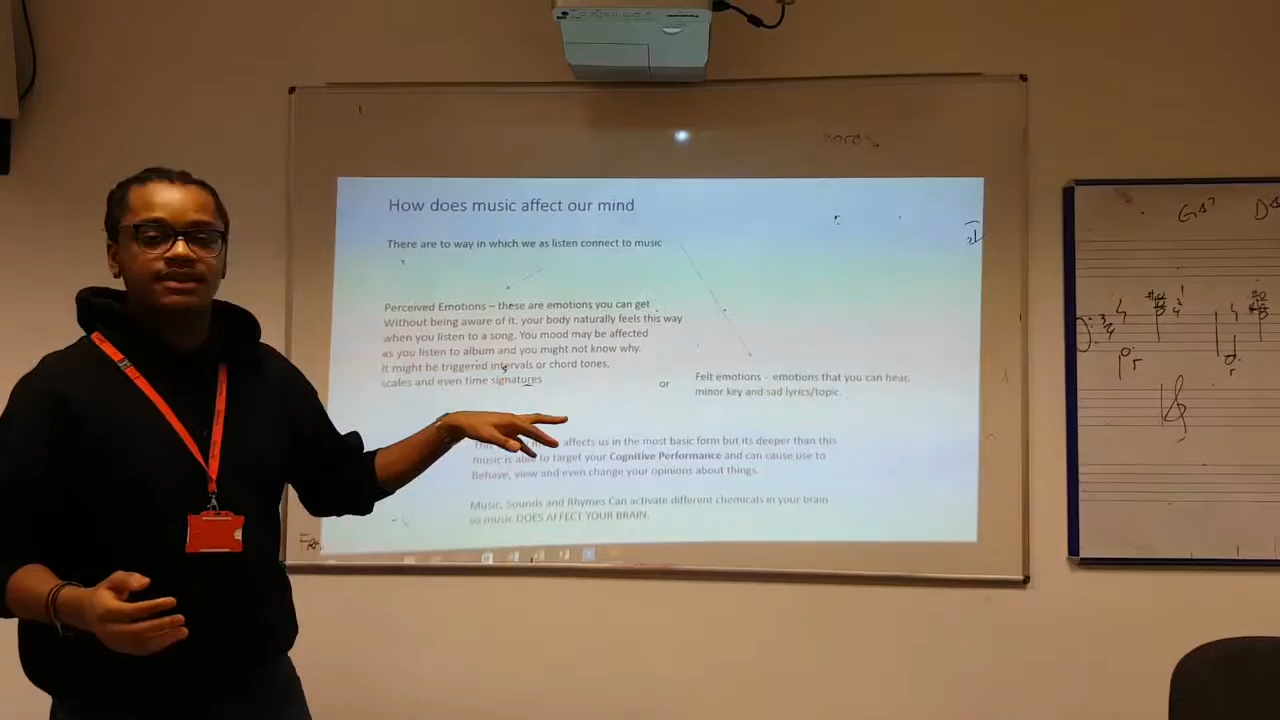 Words
How does music affect our mind
There are to way in which we as listen connect to music
Perceived Emotions – these are emotions you can get
Without being aware of it. your body naturally feels this way
when you listen to a song. You mood may be affected
as you listen to album and you might not know why.
It might be triggered intervals or chord tones,
scales and even time signatures
or
Felt emotions - emotions that you can hear,
minor key and sad lyrics/topic.
affects us in the most basic form but its deeper than this
music is able to target your Cognitive Performance and can cause use to
Behave, view and even change your opinions about things.
Music, Sounds and Rhymes Can activate different chemicals in your brain
so music DOES AFFECT YOUR BRAIN.